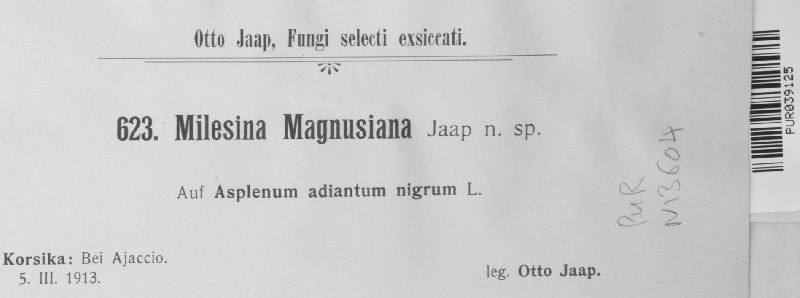 Otto Jaap, Fungi selecti exsiccati.
623. Milesina Magnusiana Jaap n. sp.
Auf Asplenum adiantum nigrum L.
Korsika: Bei Ajaccio.
5. III. 1913.
leg. Otto Jaap.
PUR
N13604
PUR039125